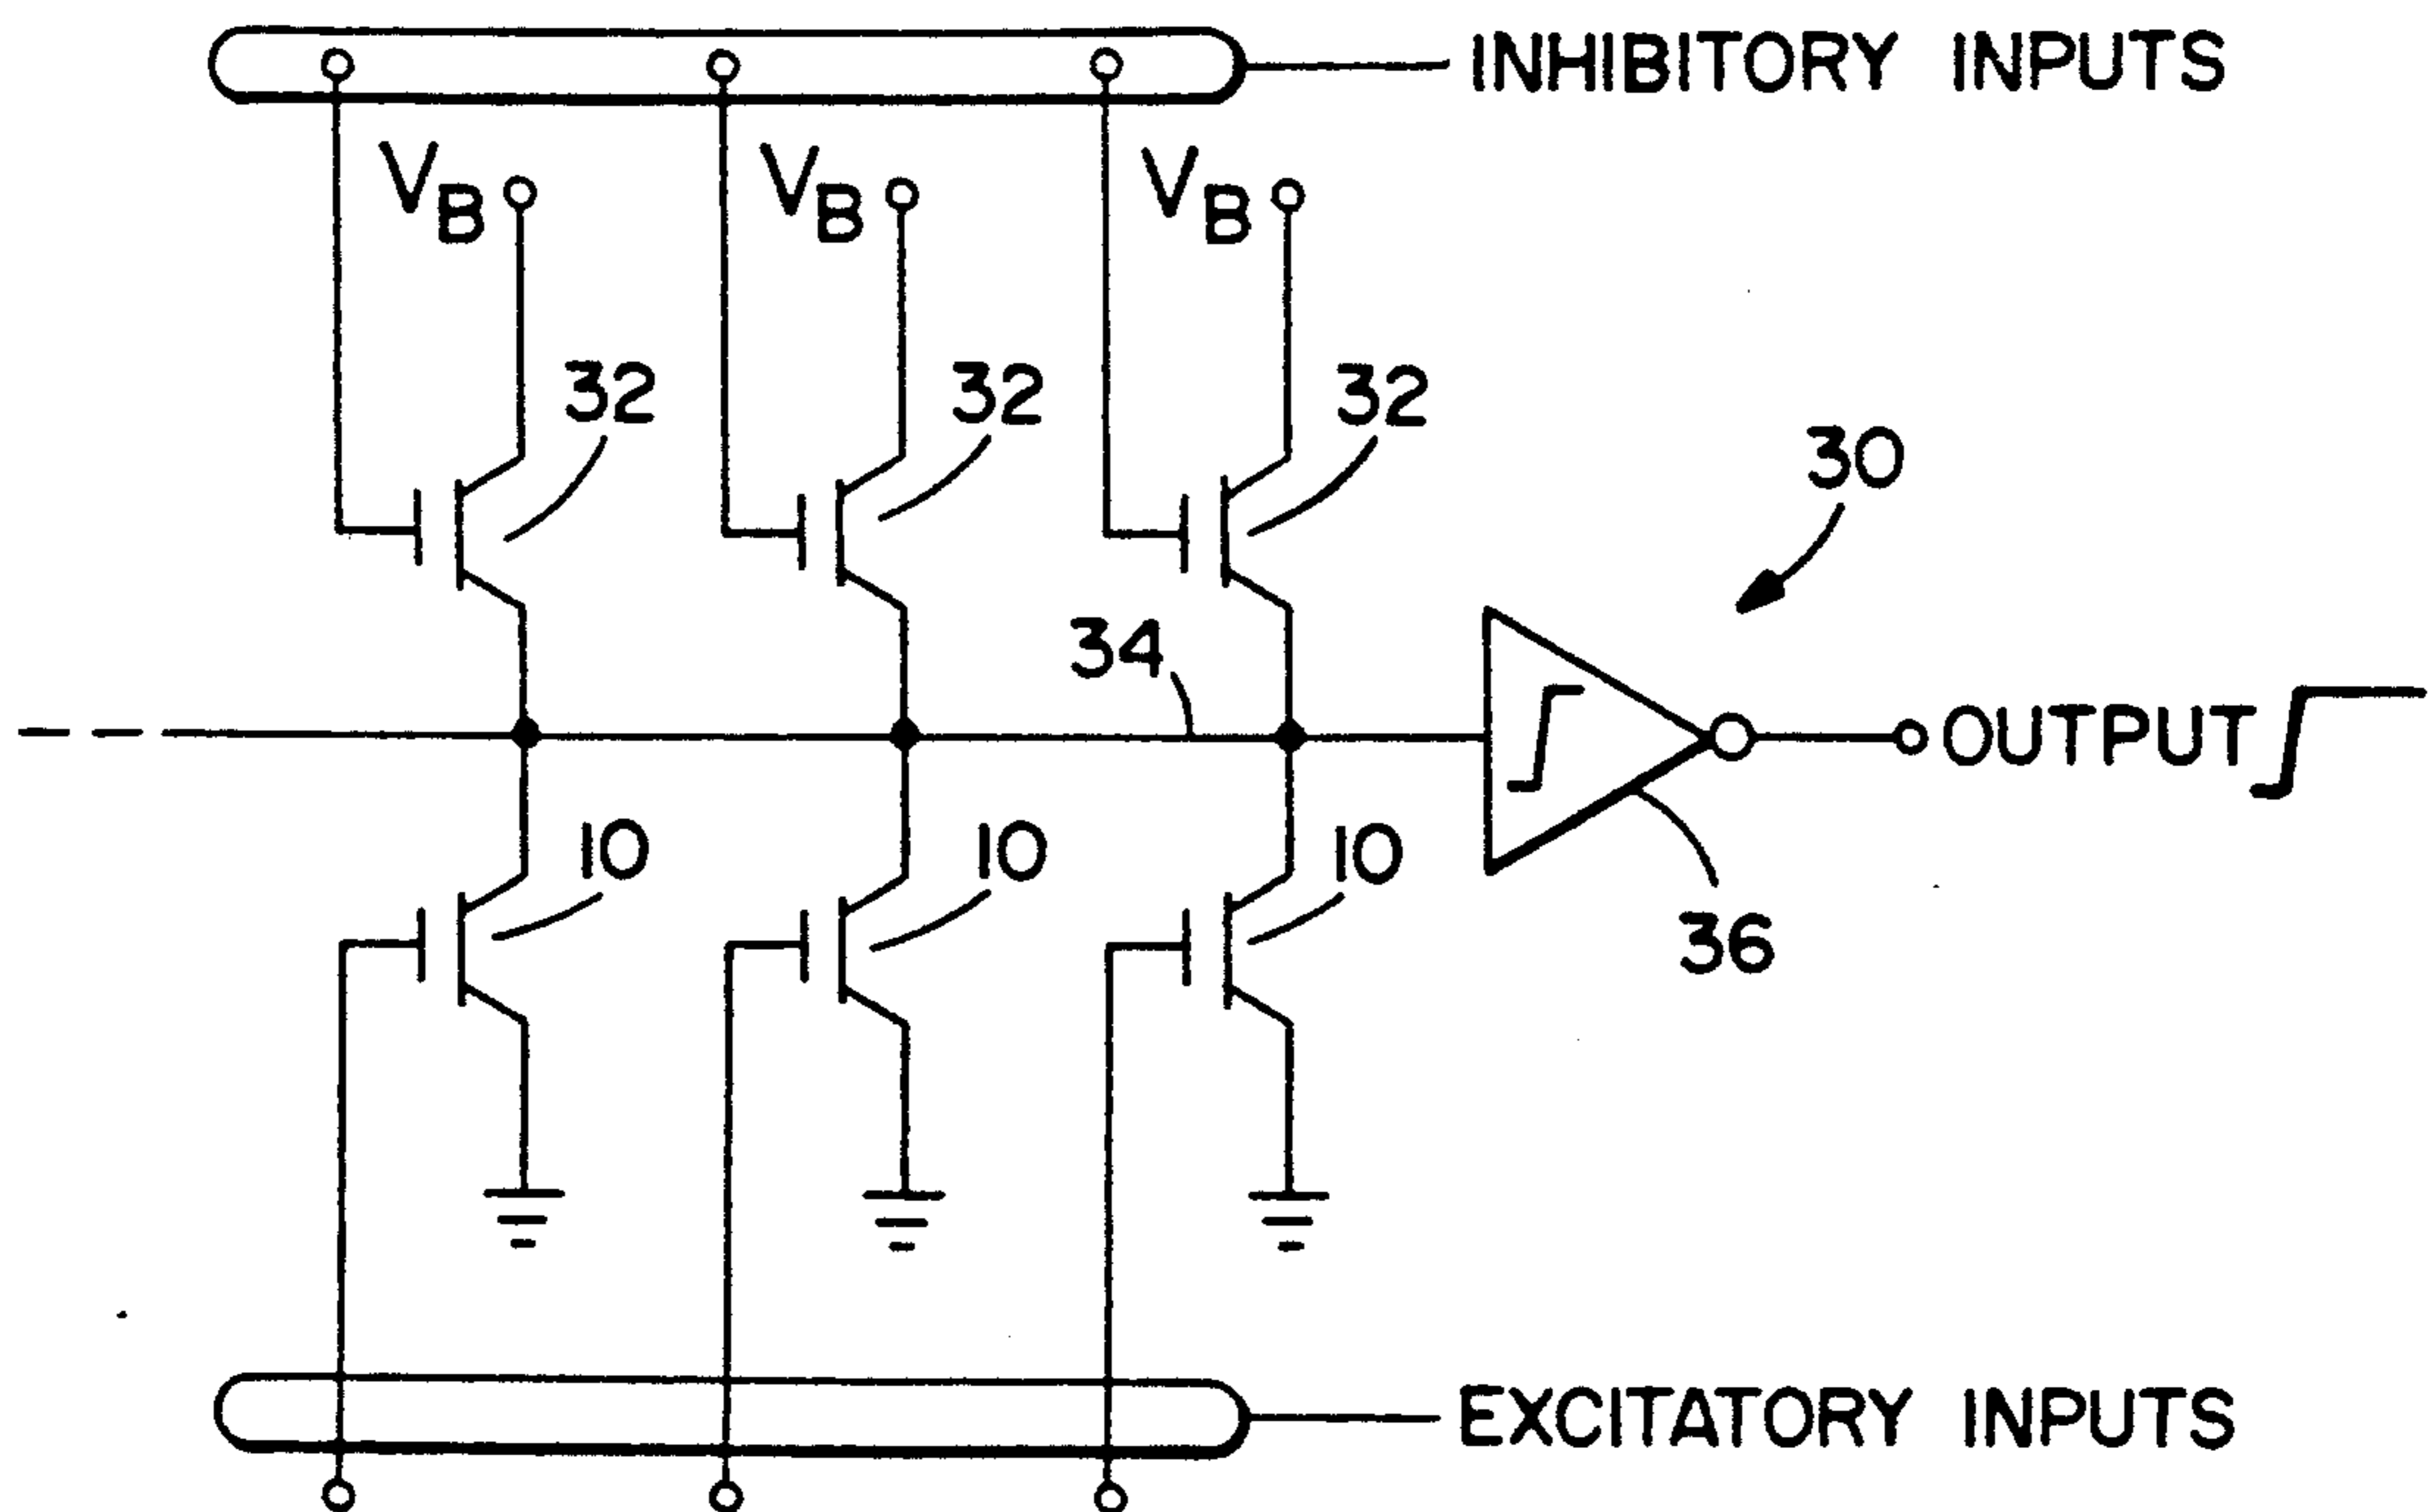 INHIBITORY INPUTS
VB VB VB
32 32 32
30
34
OUTPUT
10 10 10
36
EXCITATORY INPUTS